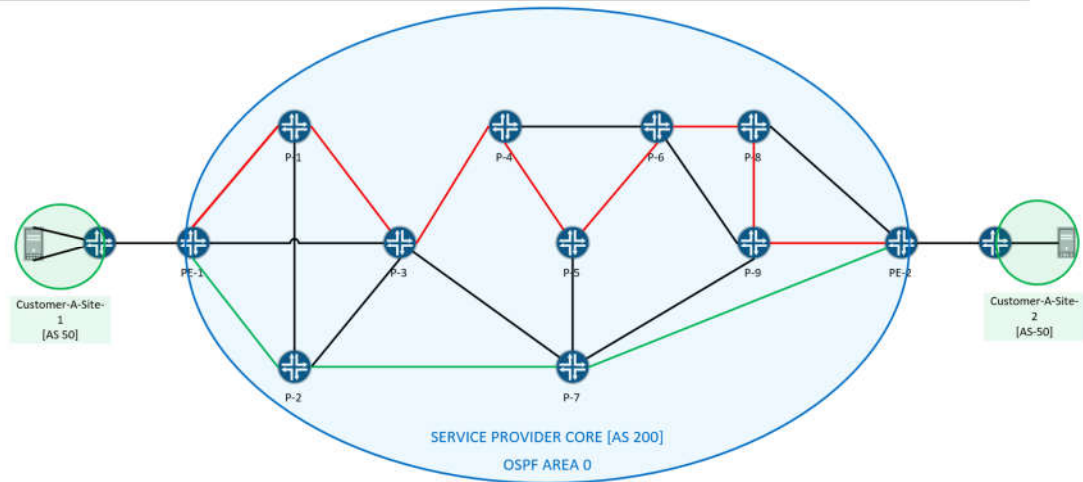 P-1
P-4
P-6
P-8
PE-1
P-3
P-5
P-9
PE-2
Customer-A-Site-
1
[AS 50]
Customer-A-Site-
2
[AS-50]
P-2
P-7
SERVICE PROVIDER CORE [AS 200]
OSPF AREA 0